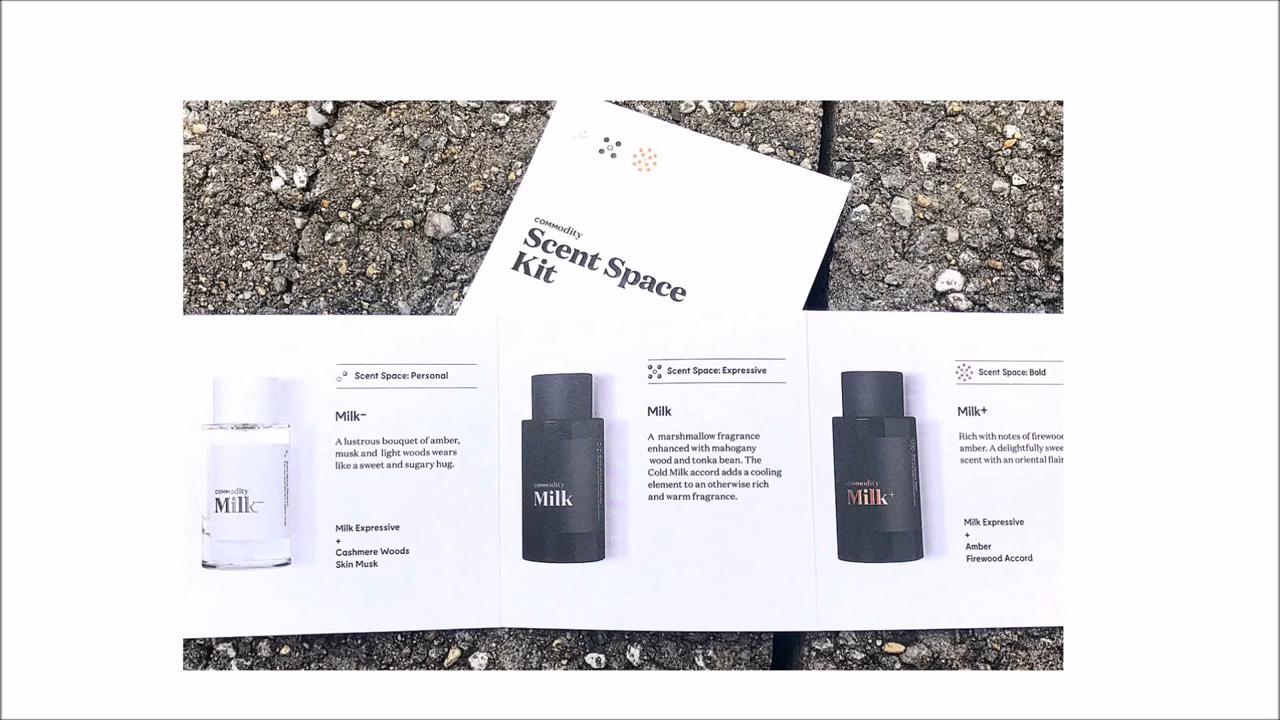 commodity
Scent Space
Kit
Scent Space: Personal
Milk–
A lustrous bouquet of amber,
musk and light woods wears
like a sweet and sugary hug.
Milk Expressive
+
Cashmere Woods
Skin Musk
commodity
Milk–
Scent Space: Expressive
Milk
A marshmallow fragrance
enhanced with mahogany
wood and tonka bean. The
Cold Milk accord adds a cooling
element to an otherwise rich
and warm fragrance.
commodity
Milk
Scent Space: Bold
Milk+
Rich with notes of firewoo
amber. A delightfully swee
scent with an oriental flair
Milk Expressive
+
Amber
Firewood Accord
commodity
Milk+